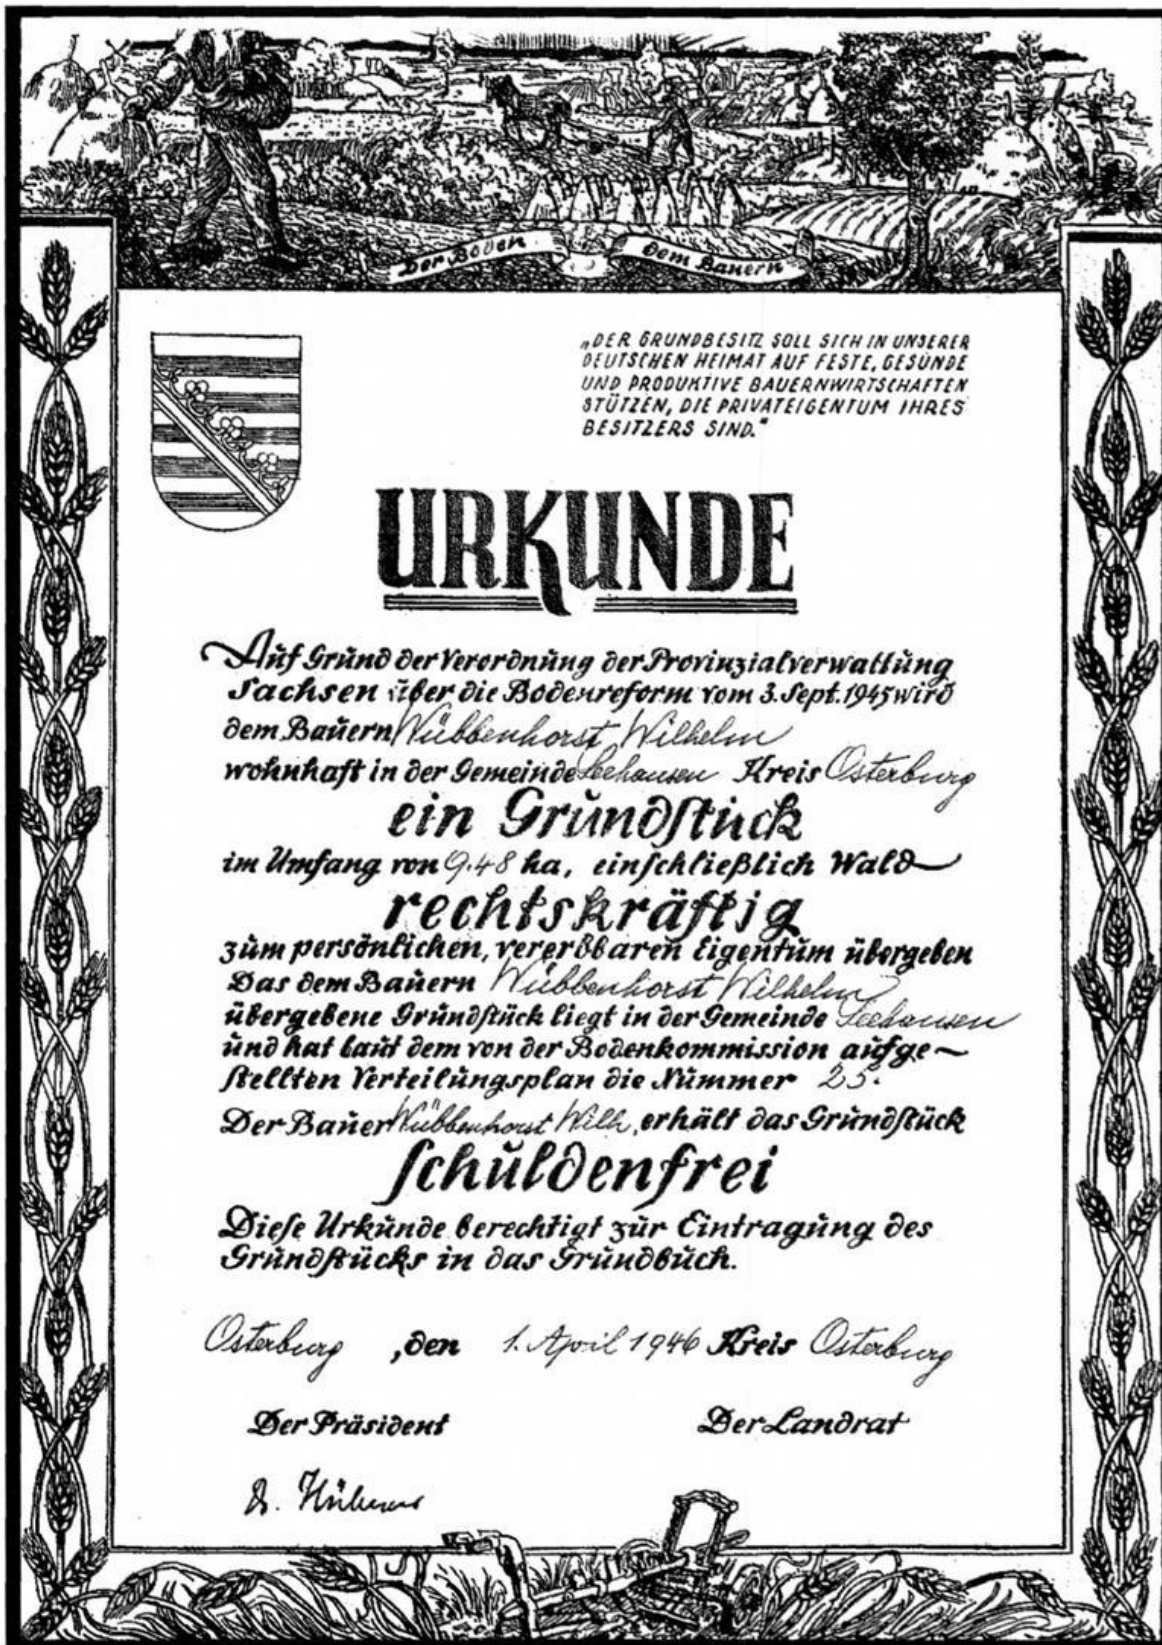 Der Boden dem Bauern
„DER GRUNDBESITZ SOLL SICH IN UNSERER
DEUTSCHEN HEIMAT AUF FESTE, GESUNDE
UND PRODUKTIVE BAUERNWIRTSCHAFTEN
STÜTZEN, DIE PRIVATEIGENTUM IHRES
BESITZERS SIND.“
URKUNDE
Auf Grund der Verordnung der Provinzialverwaltung
Sachsen über die Bodenreform vom 3. Sept. 1945 wird
dem Bauern Wübbenhorst Wilhelm
wohnhaft in der Gemeinde Seehausen Kreis Osterburg
ein Grundstück
im Umfang von 9.48 ha, einschließlich Wald
rechtskräftig
zum persönlichen, vererbbaren Eigentum übergeben
Das dem Bauern Wübbenhorst Wilhelm
übergebene Grundstück liegt in der Gemeinde Seehausen
und hat laut dem von der Bodenkommission aufge-
stellten Verteilungsplan die Nummer 25.
Der Bauer Wübbenhorst Wilh. erhält das Grundstück
schuldenfrei
Diese Urkunde berechtigt zur Eintragung des
Grundstücks in das Grundbuch.
Osterburg, den 1. April 1946 Kreis Osterburg
Der Präsident Der Landrat